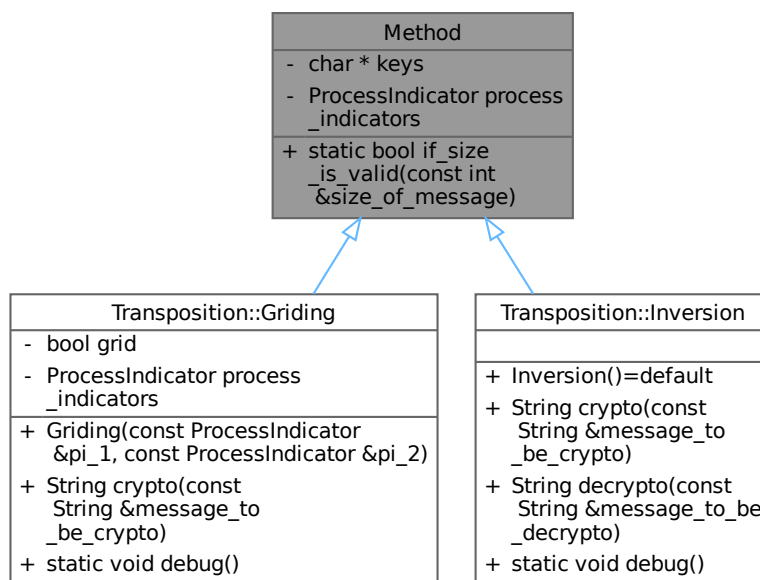 Method
- char * keys
- ProcessIndicator process
_indicators
+ static bool if_size
_is_valid(const int
&size_of_message)
Transposition::Griding
- bool grid
- ProcessIndicator process
_indicators
+ Griding(const ProcessIndicator
&pi_1, const ProcessIndicator &pi_2)
+ String crypto(const
String &message_to
_be_crypto)
+ static void debug()
Transposition::Inversion
+ Inversion()=default
+ String crypto(const
String &message_to
_be_crypto)
+ String decrypto(const
String &message_to_be
_decrypto)
+ static void debug()